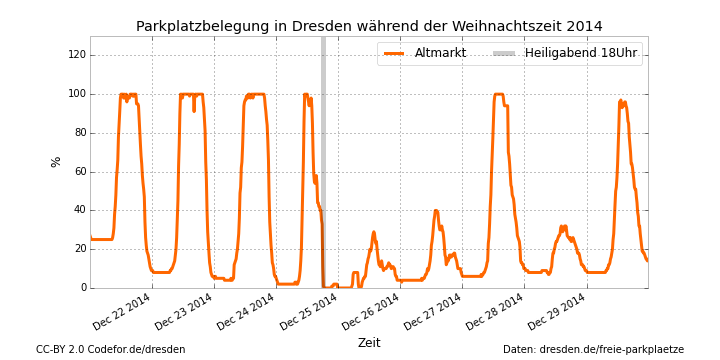 Parkplatzbelegung in Dresden während der Weihnachtszeit 2014
Altmarkt
Heiligabend 18Uhr
120
100
80
60
40
20
0
%
Dec 22 2014
Dec 23 2014
Dec 24 2014
Dec 25 2014
Dec 26 2014
Dec 27 2014
Dec 28 2014
Dec 29 2014
Zeit
CC-BY 2.0 Codefor.de/dresden
Daten: dresden.de/freie-parkplaetze